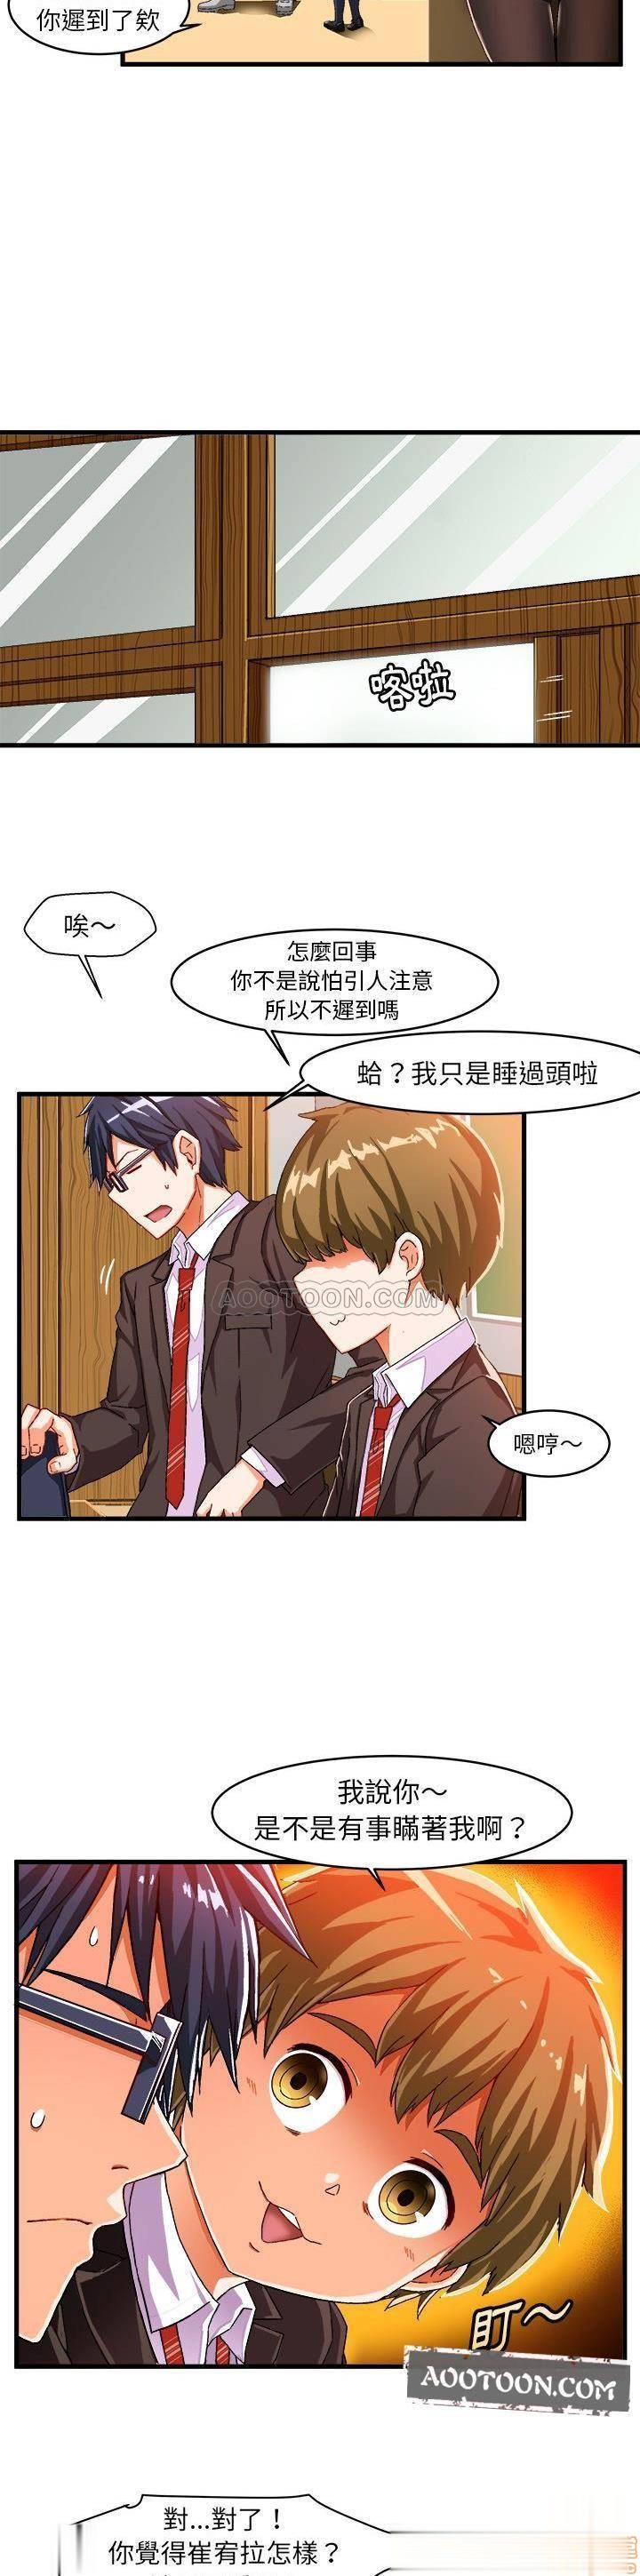 你遲到了欸
喀啦
唉～
怎麼回事
你不是說怕引人注意
所以不遲到嗎
蛤？我只是睡過頭啦
AOOTOON.COM
嗯哼～
我說你～
是不是有事瞞著我啊？
盯～
AOOTOON.COM
對...對了！
你覺得崔宥拉怎樣？